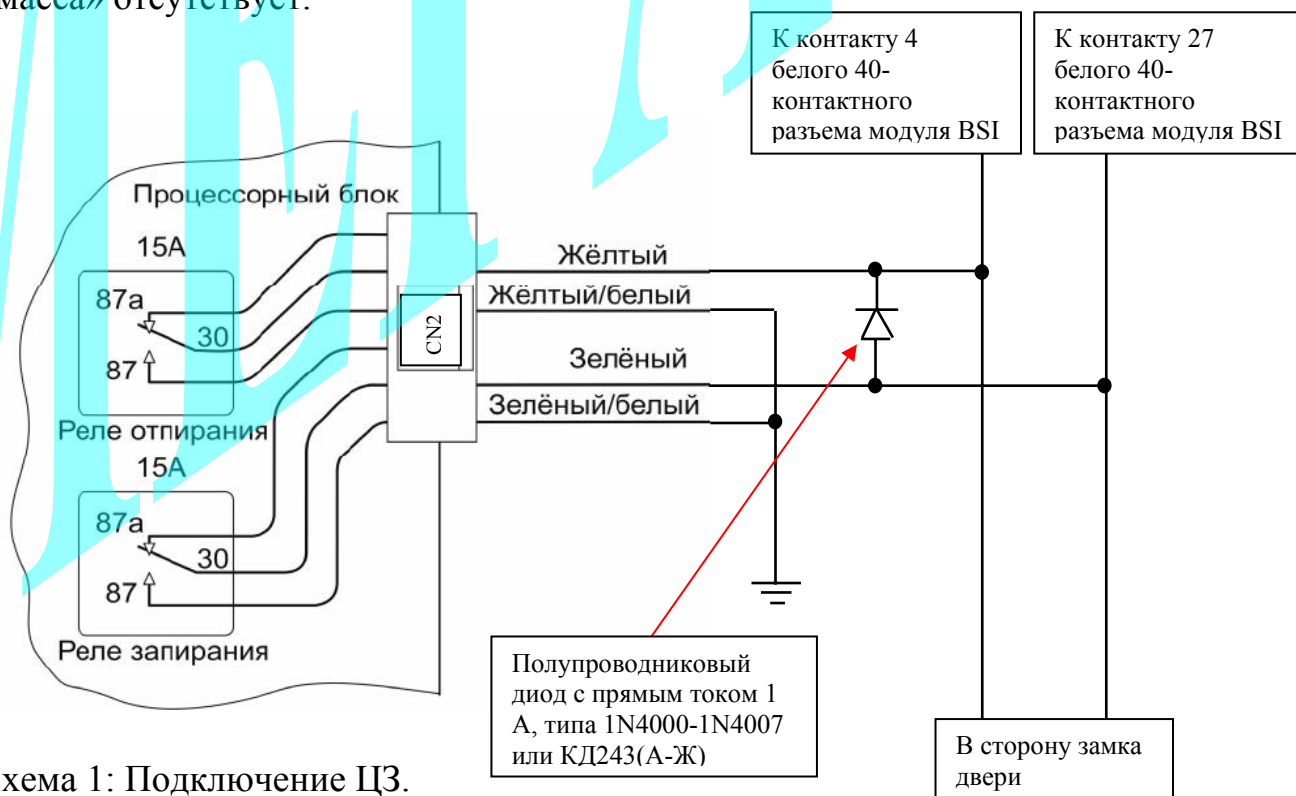 масса» отсутствует.
К контакту 4
белого 40-
контактного
разъема модуля BSI
К контакту 27
белого 40-
контактного
разъема модуля BSI
Процессорный блок
15А
87а
30
87
Реле отпирания
15А
87а
30
87
Реле запирания
CN2
Жёлтый
Жёлтый/белый
Зелёный
Зелёный/белый
Полупроводниковый
диод с прямым током 1
А, типа 1N4000-1N4007
или КД243(А-Ж)
В сторону замка
двери
хема 1: Подключение ЦЗ.